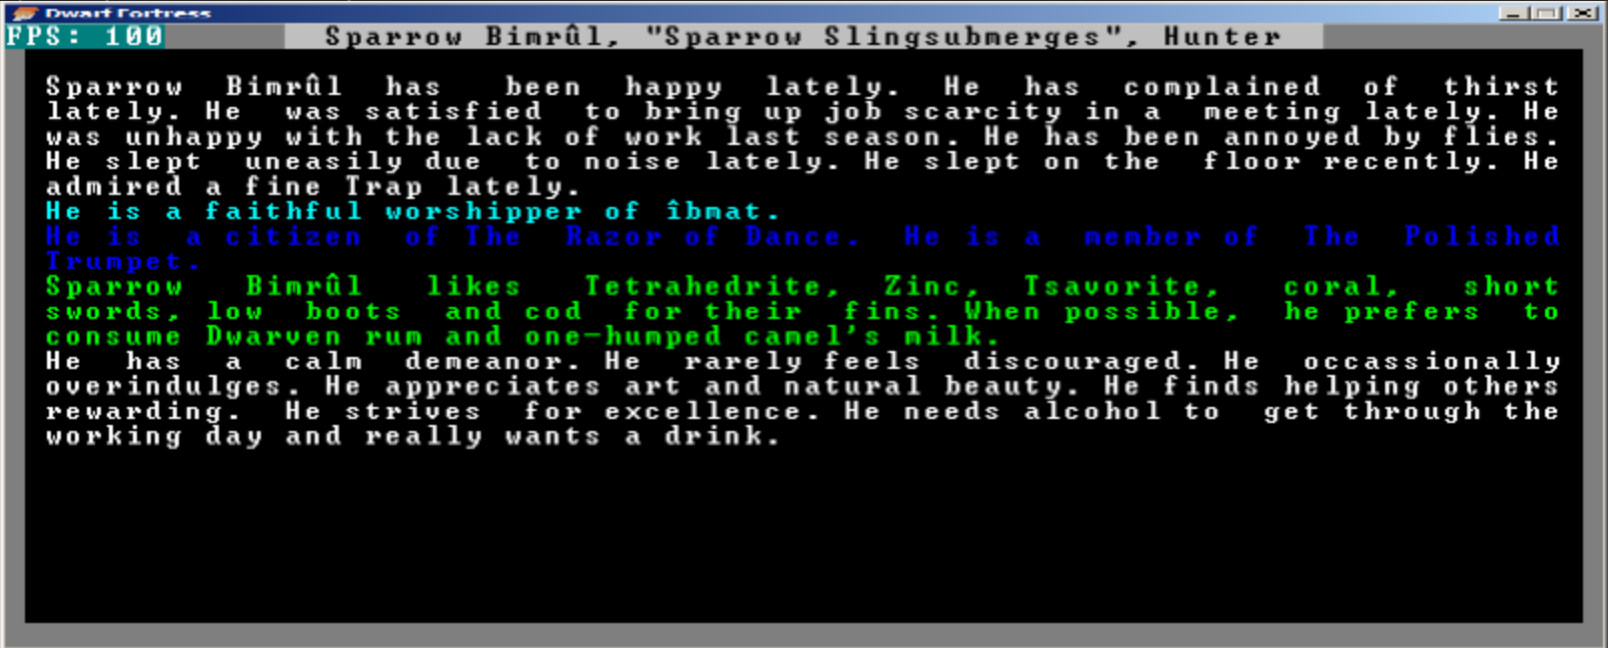 Dwarf Fortress
FPS: 100
Sparrow Bimrûl, "Sparrow Slingsubmerges", Hunter
Sparrow Bimrûl has been happy lately. He has complained of thirst
lately. He was satisfied to bring up job scarcity in a meeting lately. He
was unhappy with the lack of work last season. He has been annoyed by flies.
He slept uneasily due to noise lately. He slept on the floor recently. He
admired a fine Trap lately.
He is a faithful worshipper of îbmat.
He is a citizen of The Razor of Dance. He is a member of The Polished
Trumpet.
Sparrow Bimrûl likes Tetrahedrite, Zinc, Tsavorite, coral, short
swords, low boots and cod for their fins. When possible, he prefers to
consume Dwarven rum and one-humped camel's milk.
He has a calm demeanor. He rarely feels discouraged. He occassionally
overindulges. He appreciates art and natural beauty. He finds helping others
rewarding. He strives for excellence. He needs alcohol to get through the
working day and really wants a drink.